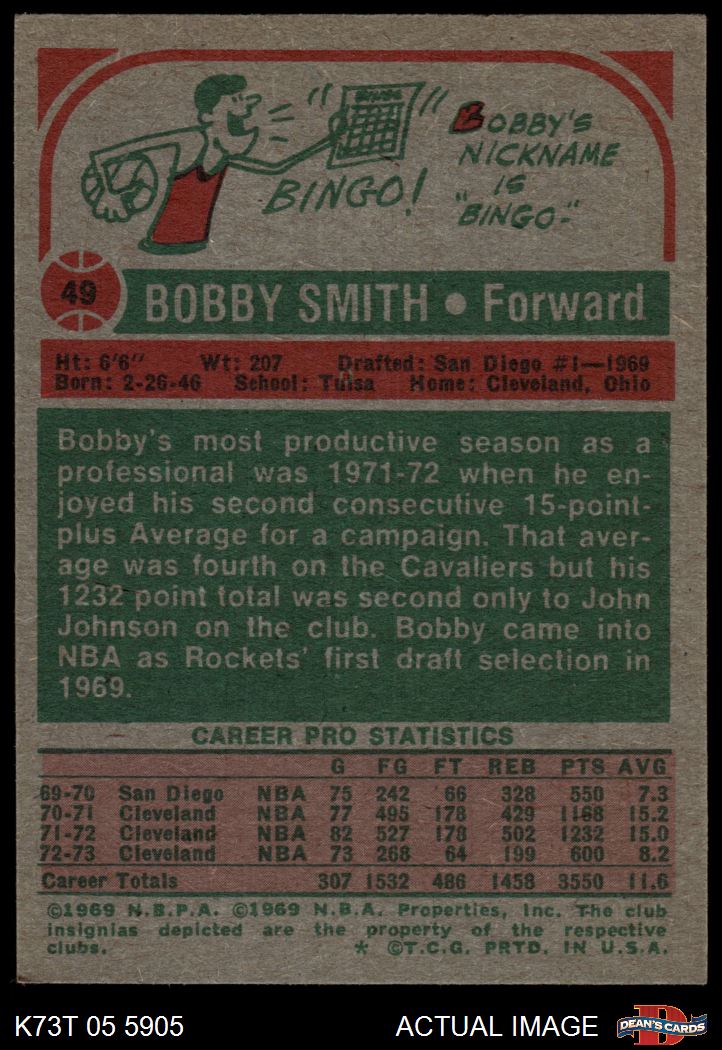 BINGO
BINGO!
BOBBY'S
NICKNAME
IS
"BINGO."
49
BOBBY SMITH • Forward
Ht: 6'6" Wt: 207 Drafted: San Diego #1—1969
Born: 2-26-46 School: Tulsa Home: Cleveland, Ohio
Bobby's most productive season as a
professional was 1971-72 when he en-
joyed his second consecutive 15-point-
plus Average for a campaign. That aver-
age was fourth on the Cavaliers but his
1232 point total was second only to John
Johnson on the club. Bobby came into
NBA as Rockets' first draft selection in
1969.
CAREER PRO STATISTICS
G FG FT REB PTS AVG
69-70 San Diego NBA 75 242 66 328 550 7.3
70-71 Cleveland NBA 77 495 178 429 1168 15.2
71-72 Cleveland NBA 82 527 178 502 1232 15.0
72-73 Cleveland NBA 73 268 64 199 600 8.2
Career Totals 307 1532 486 1458 3550 11.6
©1969 N.B.P.A. ©1969 N.B.A. Properties, Inc. The club
insignias depicted are the property of the respective
clubs. * ©T.C.G. PRTD. IN U.S.A.
K73T 05 5905 ACTUAL IMAGE
D
DEAN'S CARDS